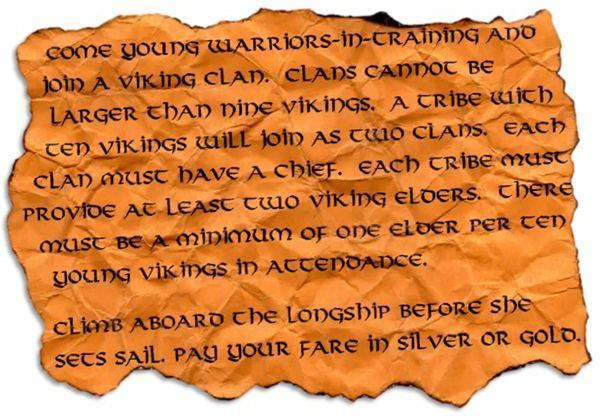 Come young warriors-in-training and
join a Viking clan. Clans cannot be
larger than nine Vikings. A tribe with
ten Vikings will join as two clans. Each
clan must have a chief. Each tribe must
provide at least two Viking elders. There
must be a minimum of one elder per ten
young Vikings in attendance.
Climb aboard the longship before she
sets sail. Pay your fare in silver or gold.